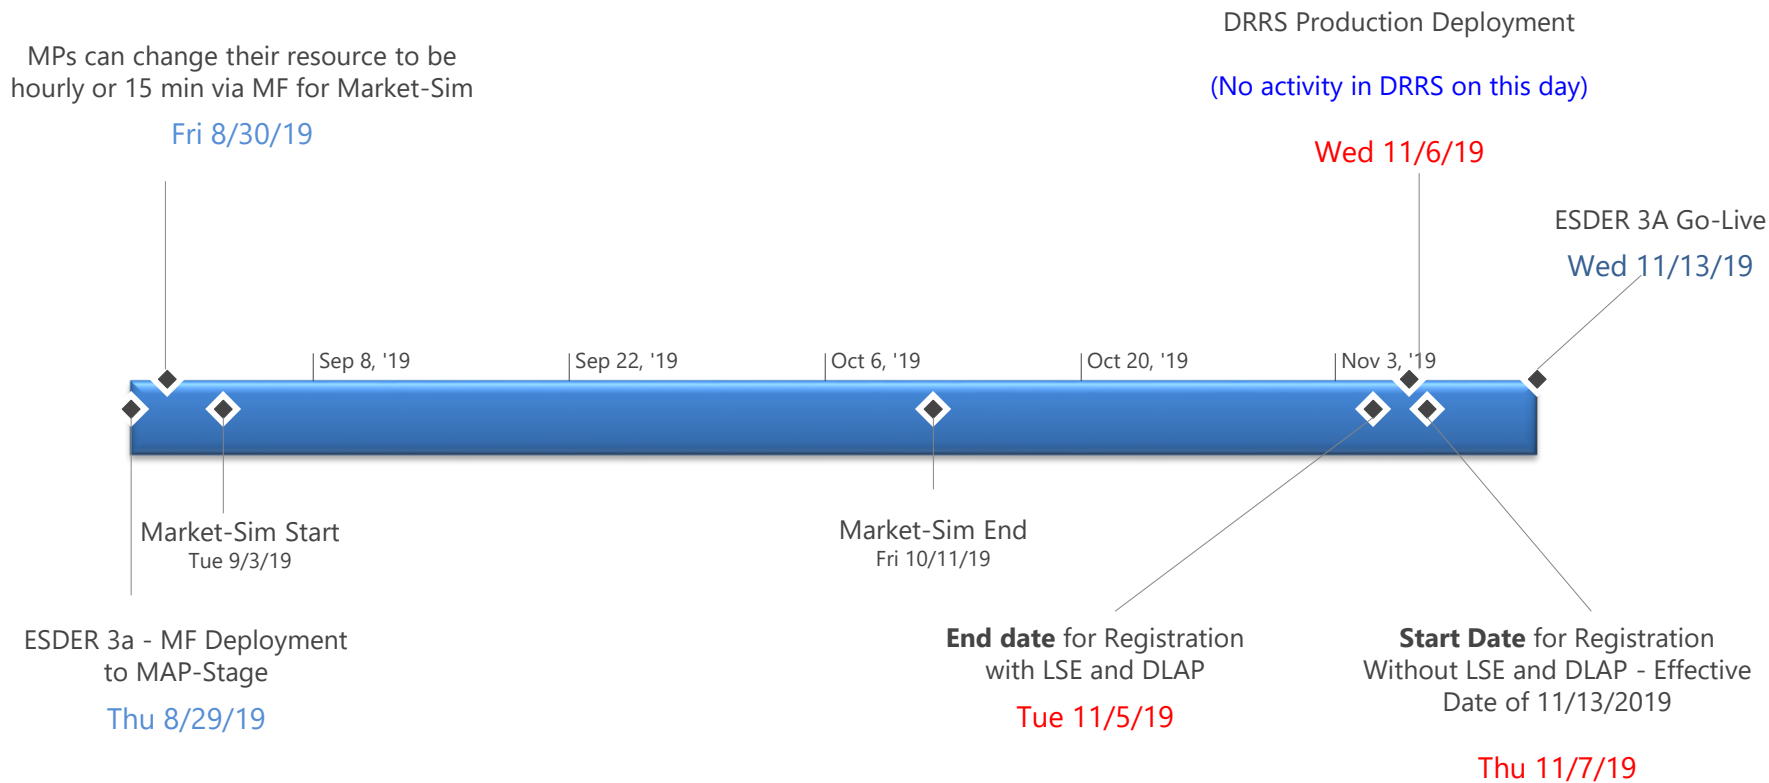 DRRS Production Deployment
(No activity in DRRS on this day)
Wed 11/6/19
MPs can change their resource to be
hourly or 15 min via MF for Market-Sim
Fri 8/30/19
ESDER 3A Go-Live
Wed 11/13/19
Sep 8, '19
Sep 22, '19
Oct 6, '19
Oct 20, '19
Nov 3, '19
Market-Sim Start
Tue 9/3/19
Market-Sim End
Fri 10/11/19
ESDER 3a - MF Deployment
to MAP-Stage
Thu 8/29/19
End date for Registration
with LSE and DLAP
Tue 11/5/19
Start Date for Registration
Without LSE and DLAP - Effective
Date of 11/13/2019
Thu 11/7/19